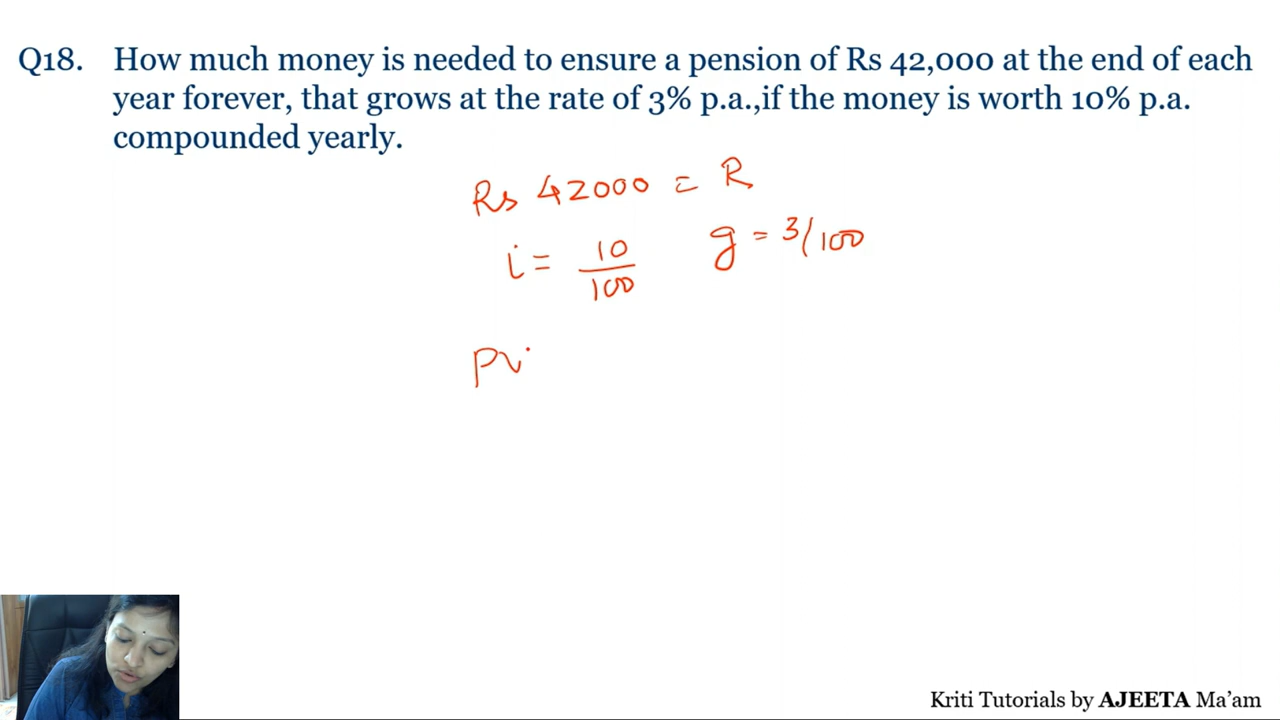 Q18. How much money is needed to ensure a pension of Rs 42,000 at the end of each
year forever, that grows at the rate of 3% p.a.,if the money is worth 10% p.a.
compounded yearly.
Rs 42000 = R
i = 10/100 g = 3/100
PV
Kriti Tutorials by AJEETA Ma'am